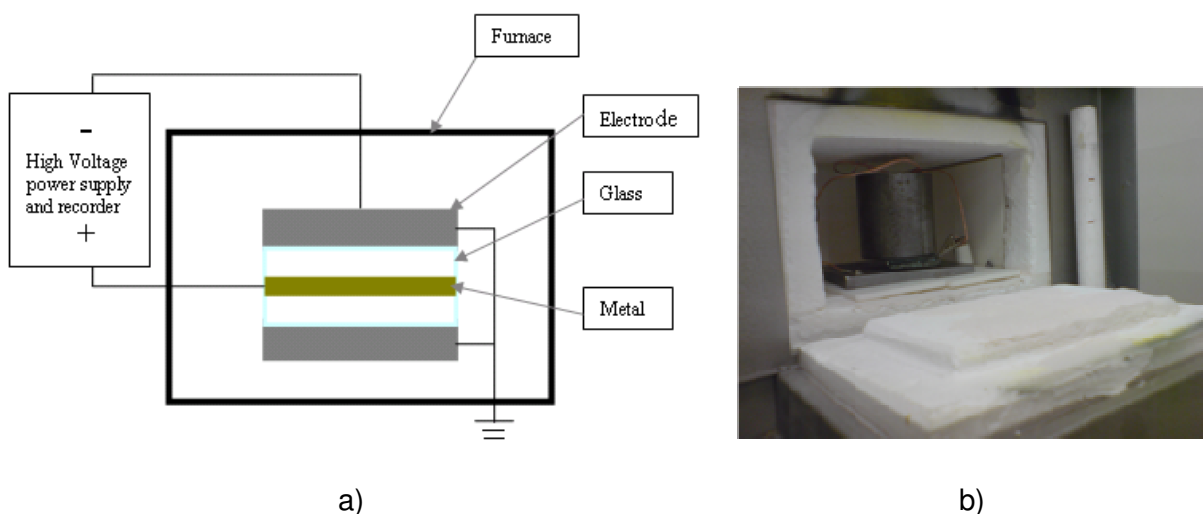 Furnace
-
High Voltage
power supply
and recorder
+
Electrode
Glass
Metal
a)
b)